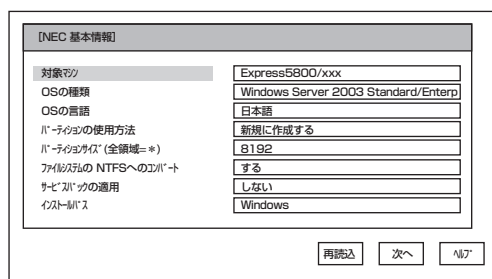 [NEC 基本情報]
対象ﾏｼﾝ Express5800/xxx
OSの種類 Windows Server 2003 Standard/Enterp
OSの言語 日本語
ﾊﾟｰﾃｨｼｮﾝの使用方法 新規に作成する
ﾊﾟｰﾃｨｼｮﾝｻｲｽﾞ(全領域=*) 8192
ﾌｧｲﾙｼｽﾃﾑの NTFSへのｺﾝﾊﾞｰﾄ する
ｻｰﾋﾞｽﾊﾟｯｸの適用 しない
ｲﾝｽﾄｰﾙﾊﾟｽ Windows
再読込 次へ ﾍﾙﾌﾟ